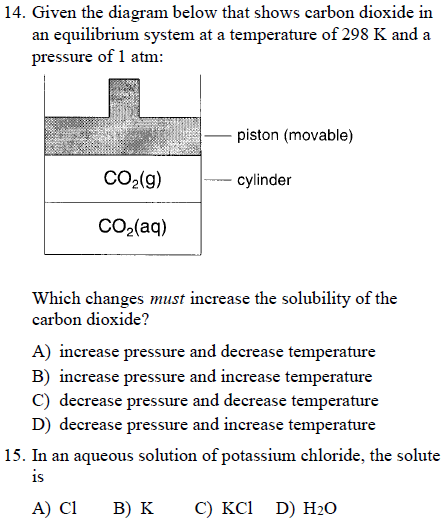 14. Given the diagram below that shows carbon dioxide in
an equilibrium system at a temperature of 298 K and a
pressure of 1 atm:
piston (movable)
CO₂(g)
cylinder
CO₂(aq)
Which changes must increase the solubility of the
carbon dioxide?
A) increase pressure and decrease temperature
B) increase pressure and increase temperature
C) decrease pressure and decrease temperature
D) decrease pressure and increase temperature
15. In an aqueous solution of potassium chloride, the solute
is
A) Cl B) K C) KCl D) H₂O